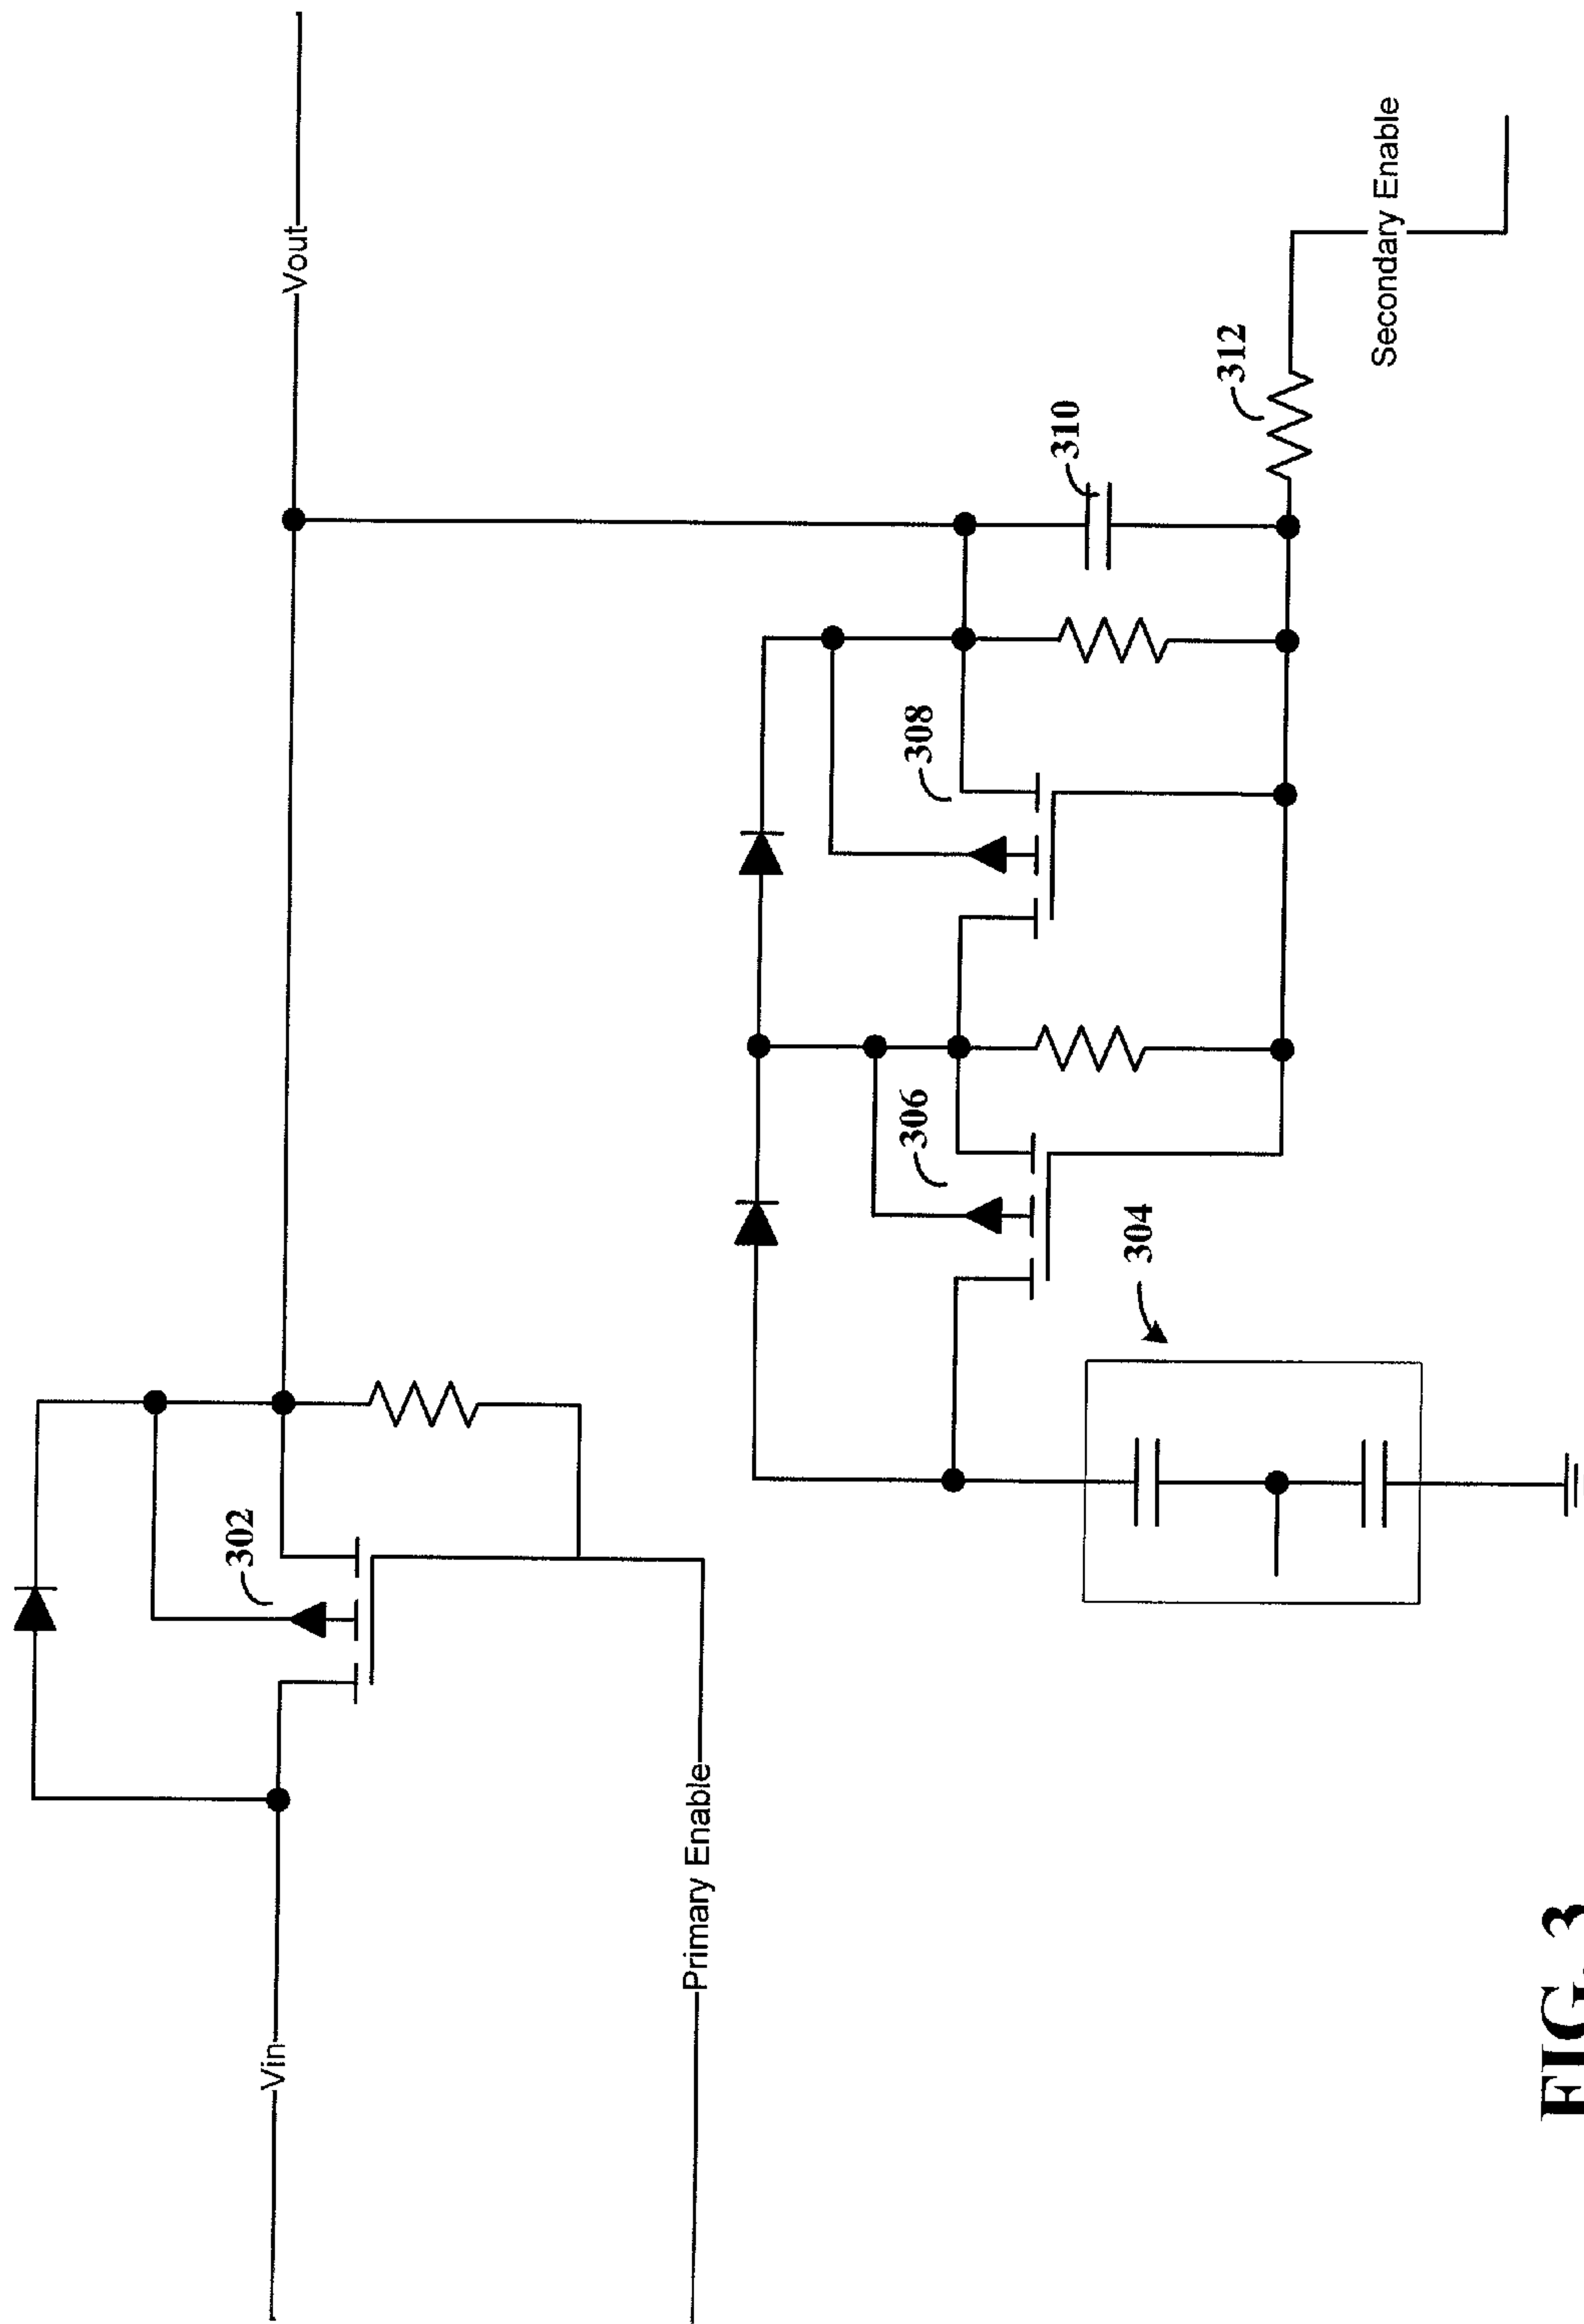 Vin
302
Vout
Primary Enable
306
308
310
304
312
Secondary Enable
FIG. 3